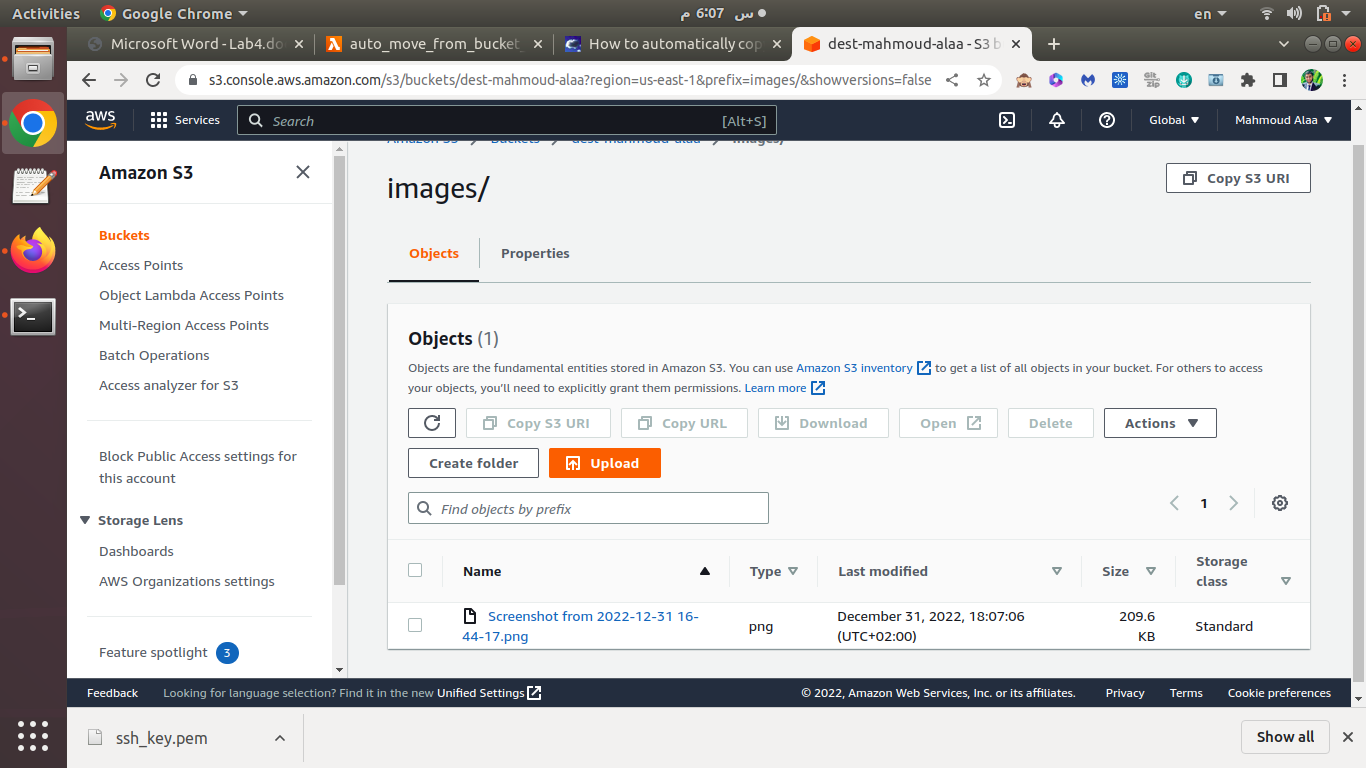 Activities
Google Chrome
س 6:07 م
en
Microsoft Word - Lab4.do
auto_move_from_bucket_
How to automatically cop
dest-mahmoud-alaa - S3 b
s3.console.aws.amazon.com/s3/buckets/dest-mahmoud-alaa?region=us-east-1&prefix=images/&showversions=false
Git
Zip
aws
Services
Search
[Alt+S]
Global
Mahmoud Alaa
Amazon S3
Buckets
Access Points
Object Lambda Access Points
Multi-Region Access Points
Batch Operations
Access analyzer for S3
Block Public Access settings for
this account
Storage Lens
Dashboards
AWS Organizations settings
Feature spotlight 3
Amazon S3 Buckets dest-mahmoud-alaa images/
images/
Copy S3 URI
Objects
Properties
Objects (1)
Objects are the fundamental entities stored in Amazon S3. You can use Amazon S3 inventory to get a list of all objects in your bucket. For others to access
your objects, you'll need to explicitly grant them permissions. Learn more
Copy S3 URI
Copy URL
Download
Open
Delete
Actions
Create folder
Upload
Find objects by prefix
1
Name
Type
Last modified
Size
Storage
class
Screenshot from 2022-12-31 16-
44-17.png
png
December 31, 2022, 18:07:06
(UTC+02:00)
209.6
KB
Standard
Feedback
Looking for language selection? Find it in the new Unified Settings
© 2022, Amazon Web Services, Inc. or its affiliates.
Privacy
Terms
Cookie preferences
ssh_key.pem
Show all